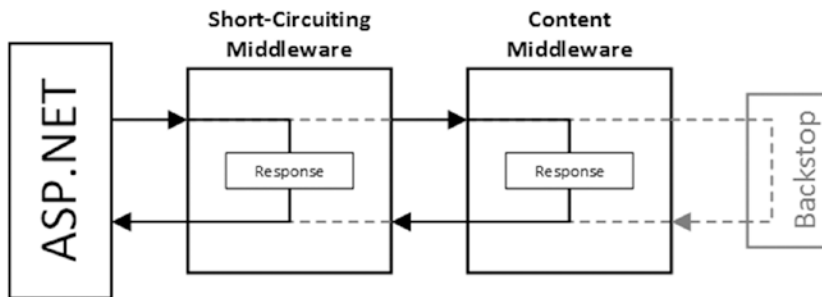 Short-Circuiting
Middleware
Content
Middleware
ASP.NET
Response
Response
Backstop